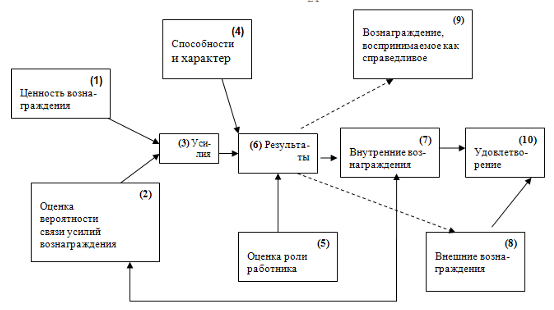 (9)
Вознаграждение,
воспринимаемое как
справедливое
(4)
Способности
и характер
(1)
Ценность возна-
граждения
(3) Уси-
лия
(6) Результа-
ты
(7)
Внутренние воз-
награждения
(10)
Удовлетво-
рение
(2)
Оценка
вероятности
связи усилий
вознаграждения
(5)
Оценка роли
работника
(8)
Внешние возна-
граждения